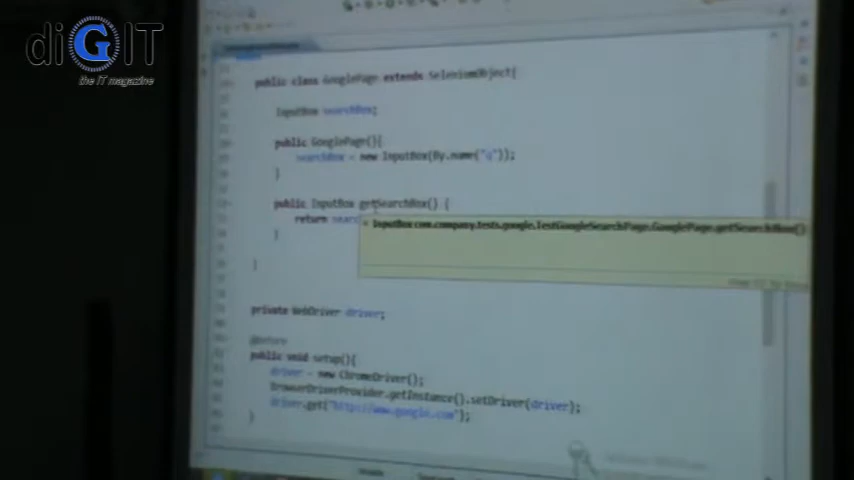 diGIT
the IT magazine
public class GooglePage extends SeleniumObject{
InputBox searchBox;
public GooglePage(){
searchBox = new InputBox(By.name("q"));
}
public InputBox getSearchBox() {
return sear
InputBox com.company.tests.google.TestGoogleSearchPage.GooglePage.getSearchBox()
}
}
private WebDriver driver;
@Before
public void setup(){
driver = new ChromeDriver();
BrowserDriverProvider.getInstance().setDriver(driver);
driver.get("http://www.google.com");
}